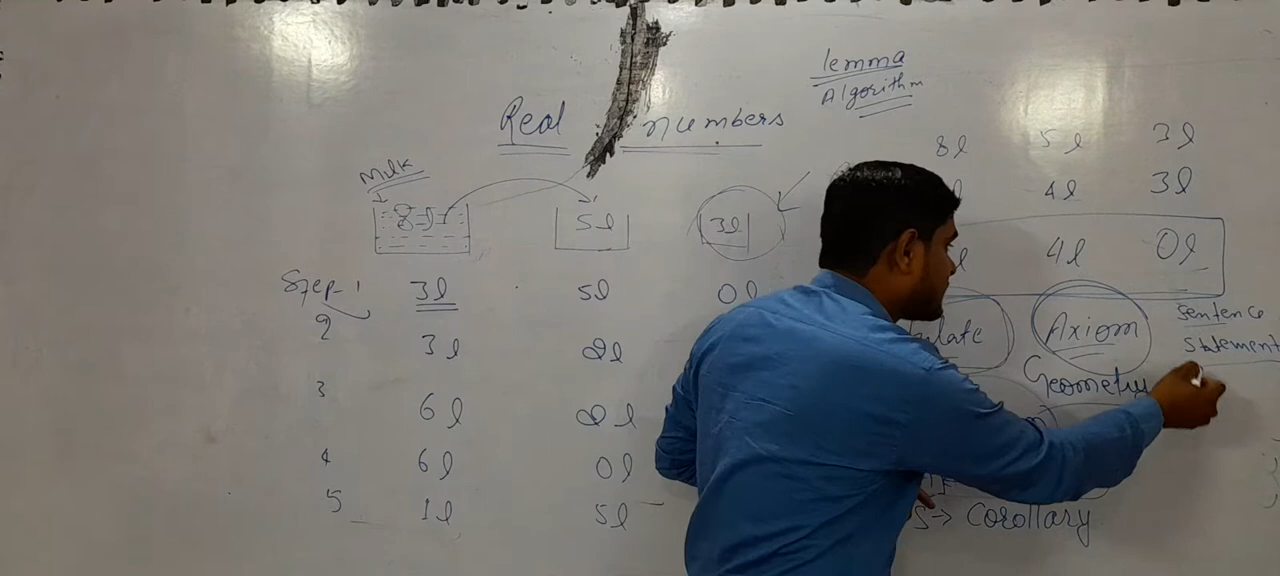 lemma
Algorithm
Real numbers
8l 5l 3l
Milk
4l 3l
8l 5l 3l
4l 0l
Step-1 3l 5l 0l
Axiom Sentence
2 3l 2l Statement
Geometry
3 6l 2l
4 6l 0l
5 1l 5l
→ Corollary